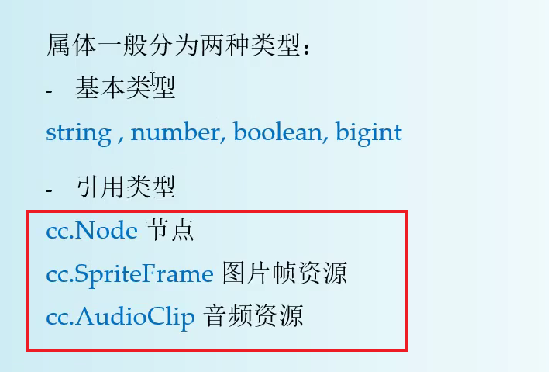 属体一般分为两种类型：
- 基本类型
string , number, boolean, bigint
- 引用类型
cc.Node 节点
cc.SpriteFrame 图片帧资源
cc.AudioClip 音频资源